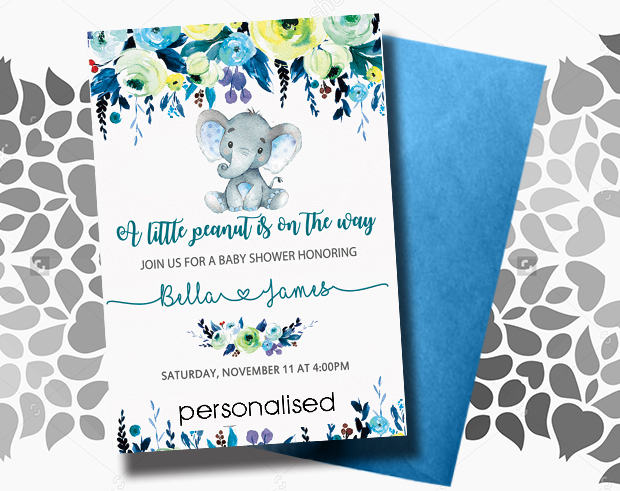 A little peanut is on the way
JOIN US FOR A BABY SHOWER HONORING
Bella James
SATURDAY, NOVEMBER 11 AT 4:00PM
personalised